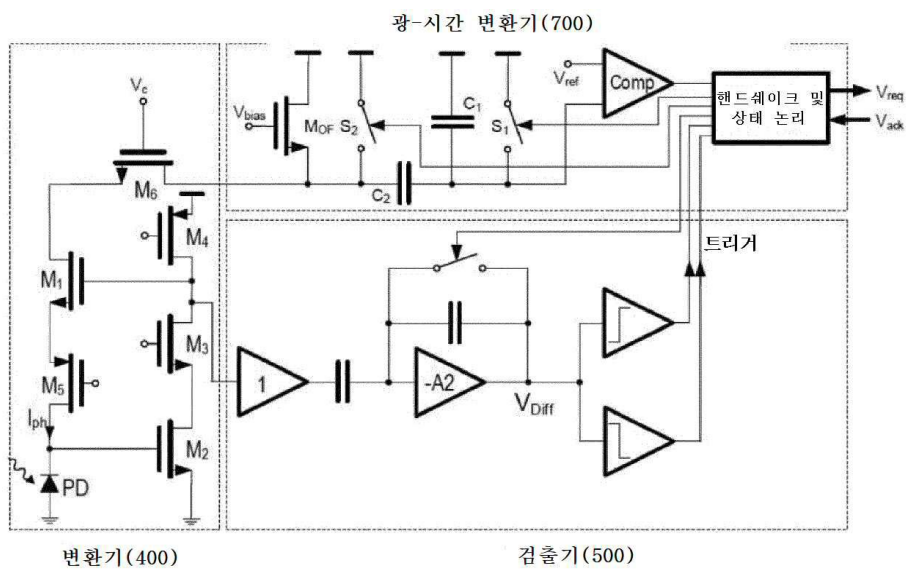 광-시간 변환기(700)
Vc
Vbias
MOF
S2
C1
S1
Vref
Comp
핸드쉐이크 및
상태 논리
Vreq
Vack
C2
M6
M4
M1
트리거
M3
M5
1
-A2
VDiff
Iph
M2
PD
변환기(400)
검출기(500)